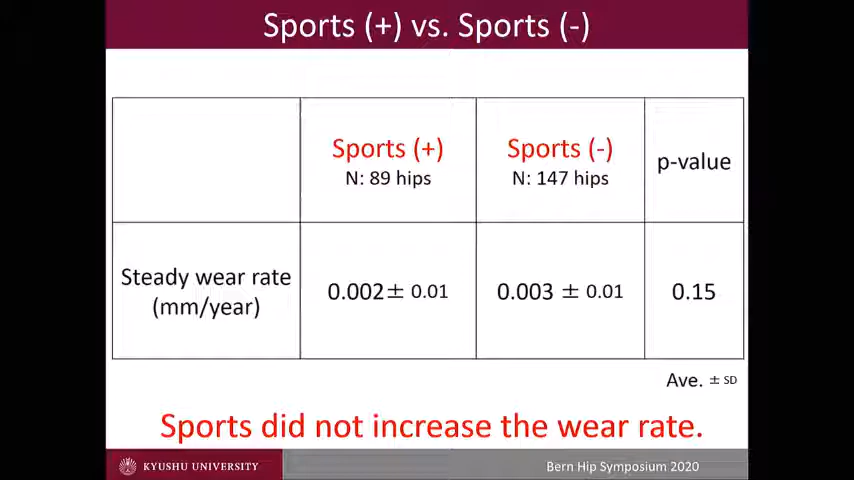 Sports (+) vs. Sports (-)
Sports (+)
N: 89 hips
Sports (-)
N: 147 hips
p-value
Steady wear rate
(mm/year)
0.002± 0.01
0.003 ± 0.01
0.15
Ave. ± SD
Sports did not increase the wear rate.
KYUSHU UNIVERSITY
Bern Hip Symposium 2020